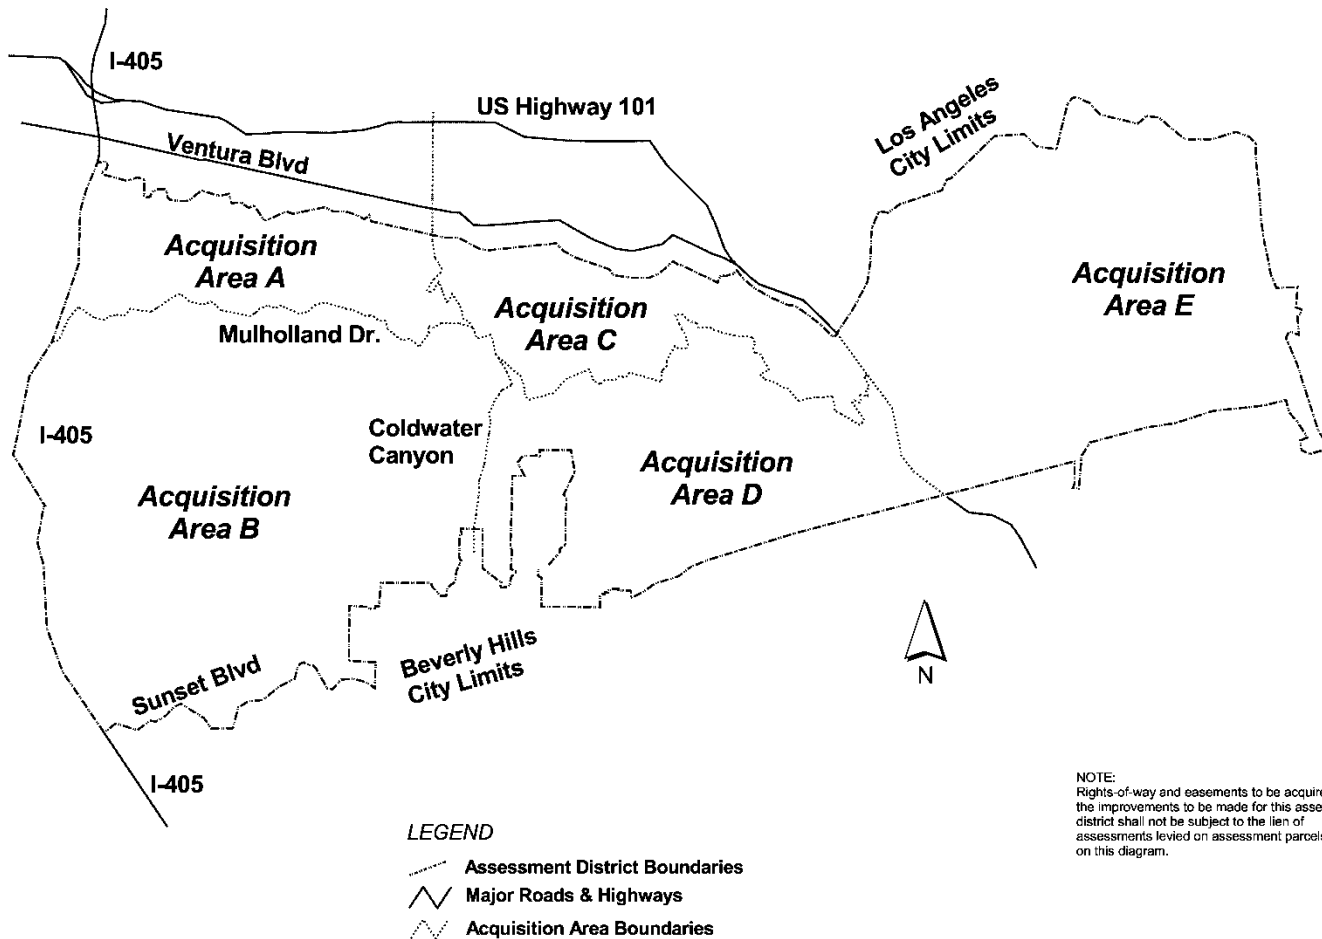 I-405
US Highway 101
Los Angeles
City Limits
Ventura Blvd
Acquisition
Area A
Acquisition
Area E
Acquisition
Area C
Mulholland Dr.
I-405
Coldwater
Canyon
Acquisition
Area D
Acquisition
Area B
Beverly Hills
City Limits
Sunset Blvd
N
I-405
NOTE:
Rights-of-way and easements to be acquire
the improvements to be made for this asse
district shall not be subject to the lien of
assessments levied on assessment parcels
on this diagram.
LEGEND
Assessment District Boundaries
Major Roads & Highways
Acquisition Area Boundaries